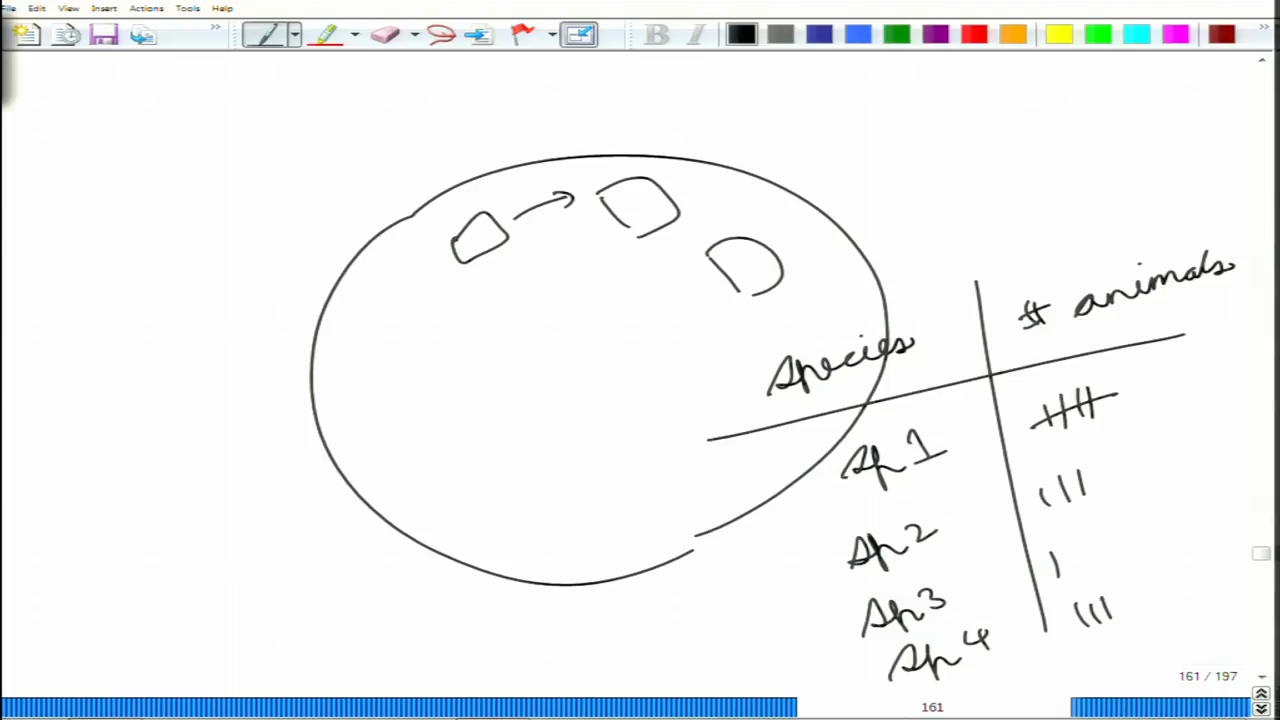 File Edit View Insert Actions Tools Help
B I
Species # animals
Sp 1
Sp 2
Sp 3
Sp 4
161 / 197
161